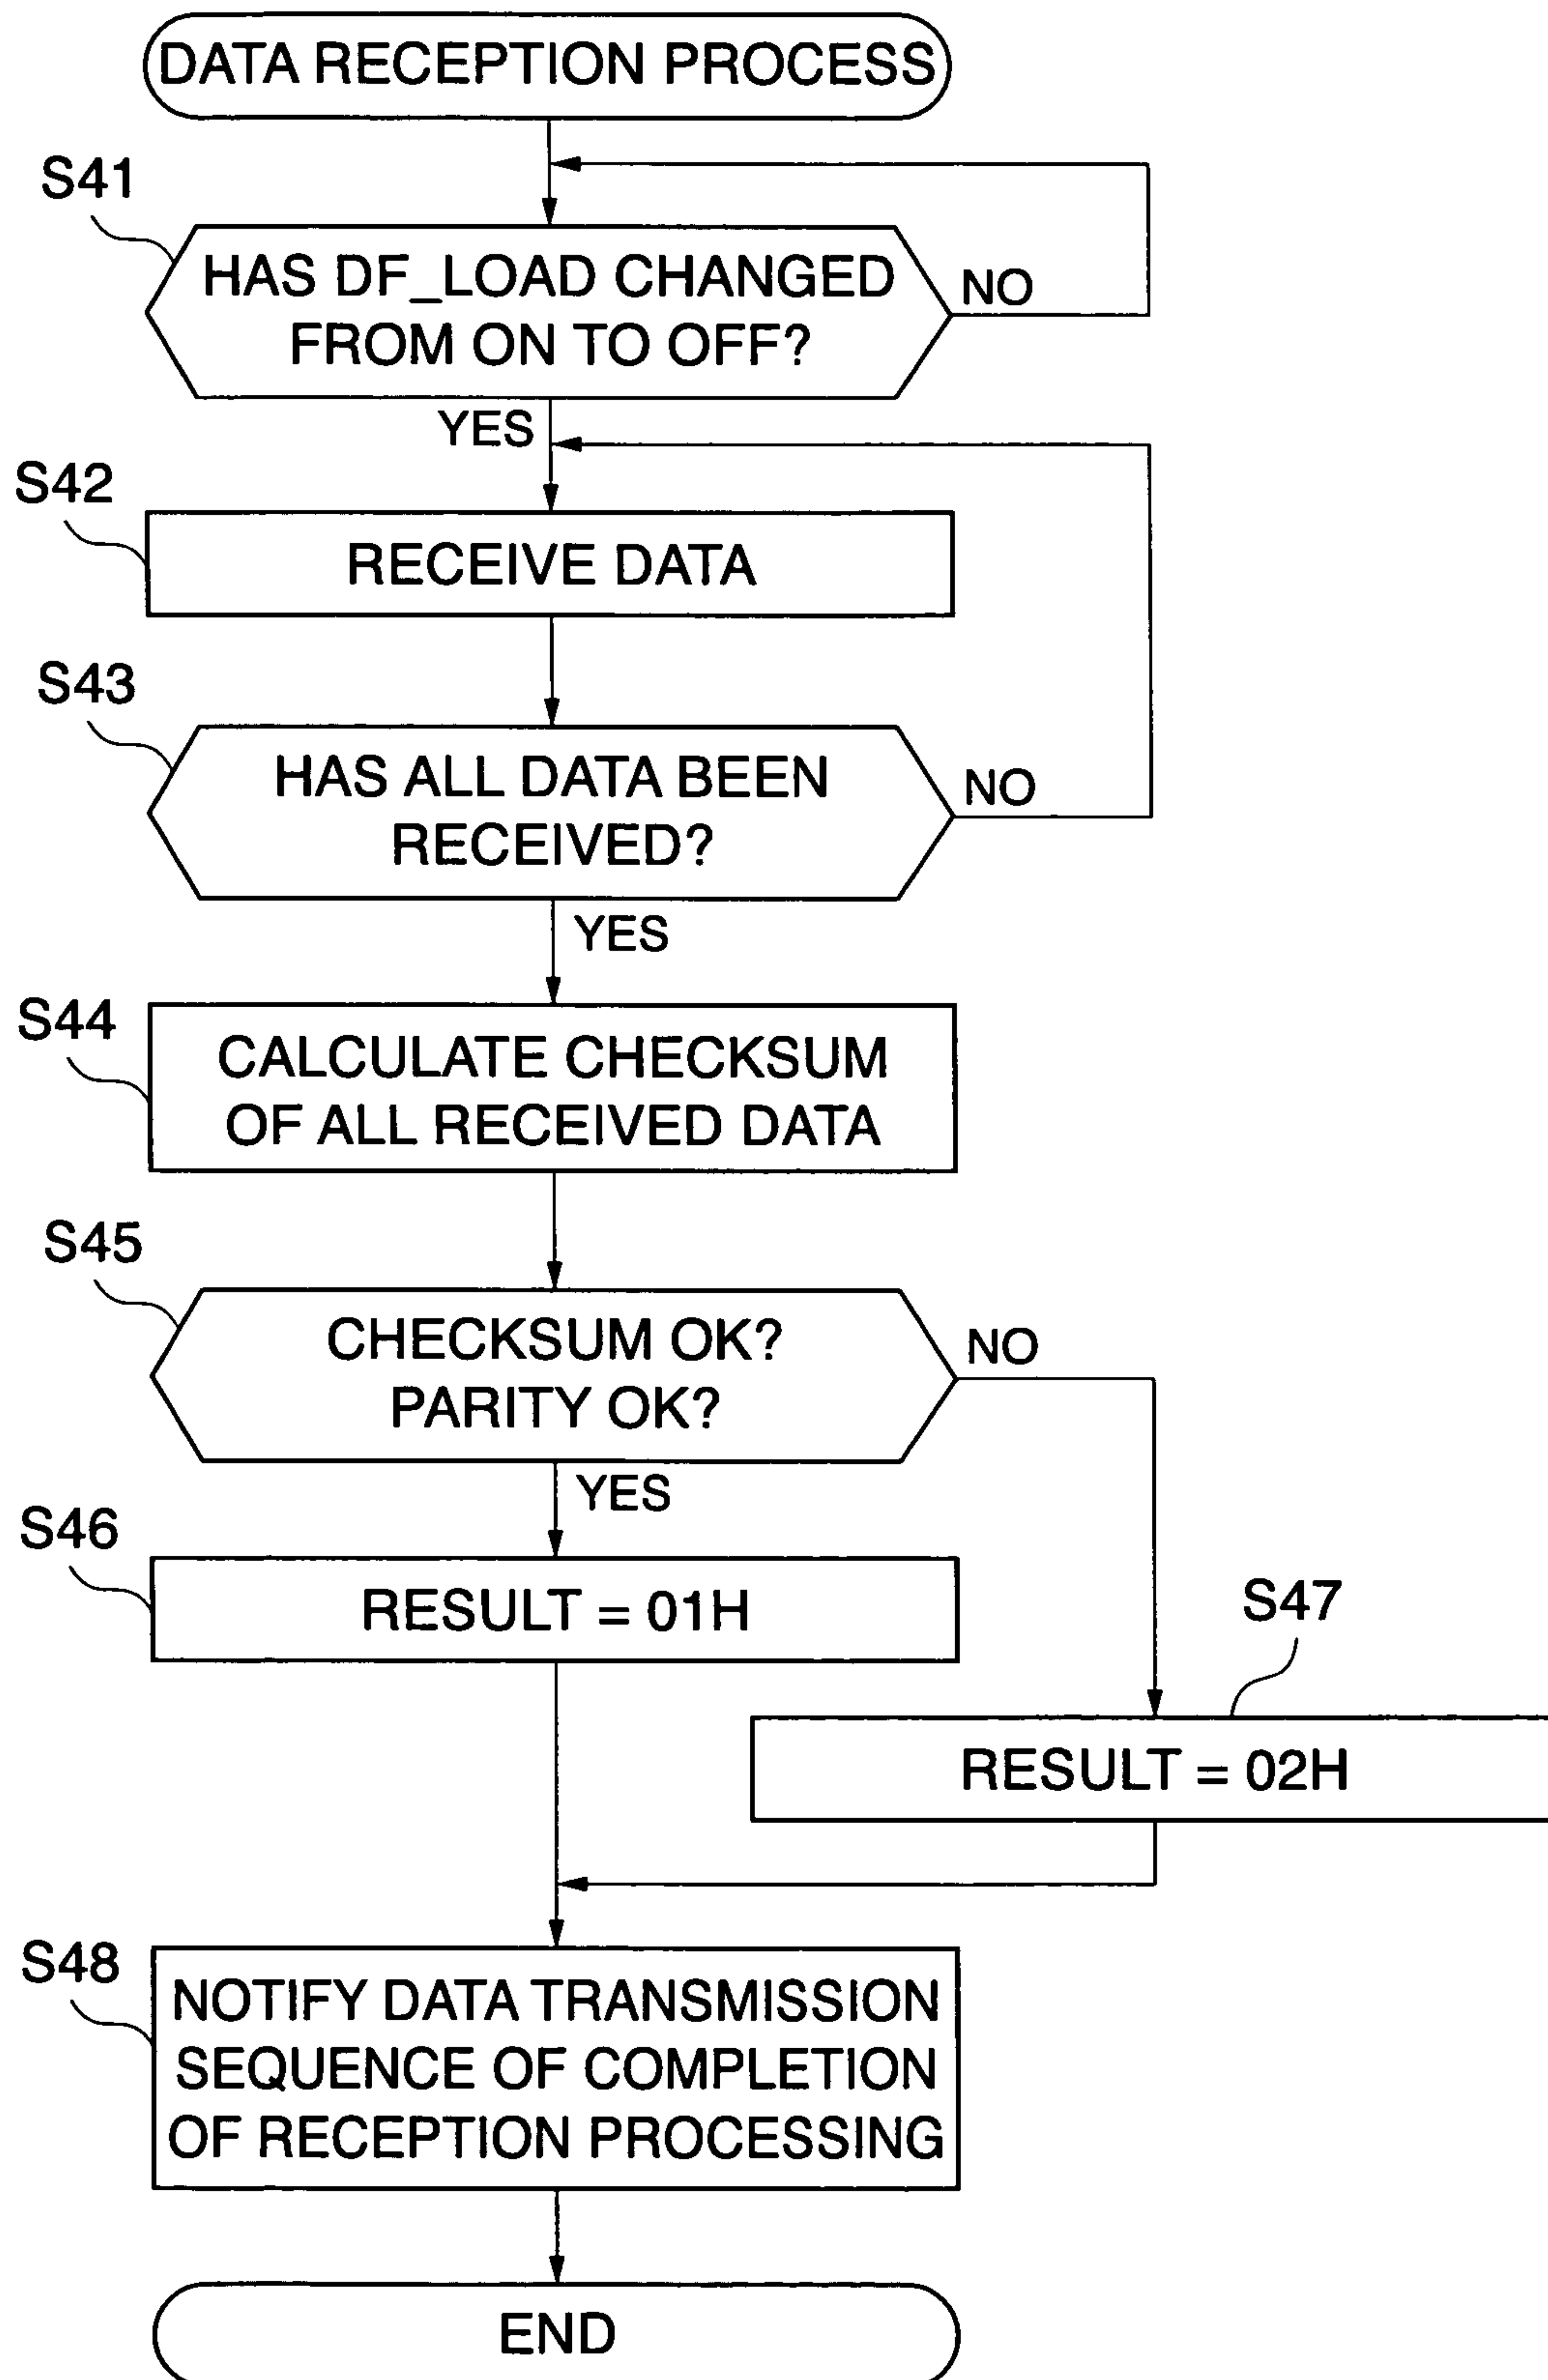 DATA RECEPTION PROCESS
S41
HAS DF_LOAD CHANGED
FROM ON TO OFF?
NO
YES
S42
RECEIVE DATA
S43
HAS ALL DATA BEEN
RECEIVED?
NO
YES
S44
CALCULATE CHECKSUM
OF ALL RECEIVED DATA
S45
CHECKSUM OK?
PARITY OK?
NO
YES
S46
RESULT = 01H
S47
RESULT = 02H
S48
NOTIFY DATA TRANSMISSION
SEQUENCE OF COMPLETION
OF RECEPTION PROCESSING
END